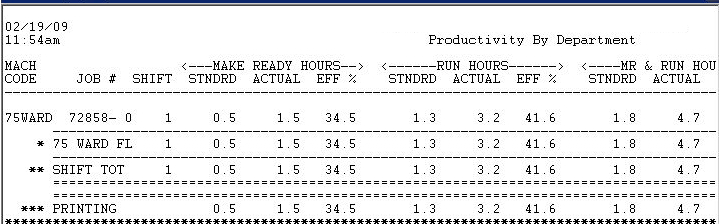 02/19/09
11:54am Productivity By Department
MACH <---MAKE READY HOURS--> <------RUN HOURS------> <----MR & RUN HOU
CODE JOB # SHIFT STNDRD ACTUAL EFF % STNDRD ACTUAL EFF % STNDRD ACTUAL
75WARD 72858- 0 1 0.5 1.5 34.5 1.3 3.2 41.6 1.8 4.7
* 75 WARD FL 1 0.5 1.5 34.5 1.3 3.2 41.6 1.8 4.7
** SHIFT TOT 1 0.5 1.5 34.5 1.3 3.2 41.6 1.8 4.7
*** PRINTING 0.5 1.5 34.5 1.3 3.2 41.6 1.8 4.7